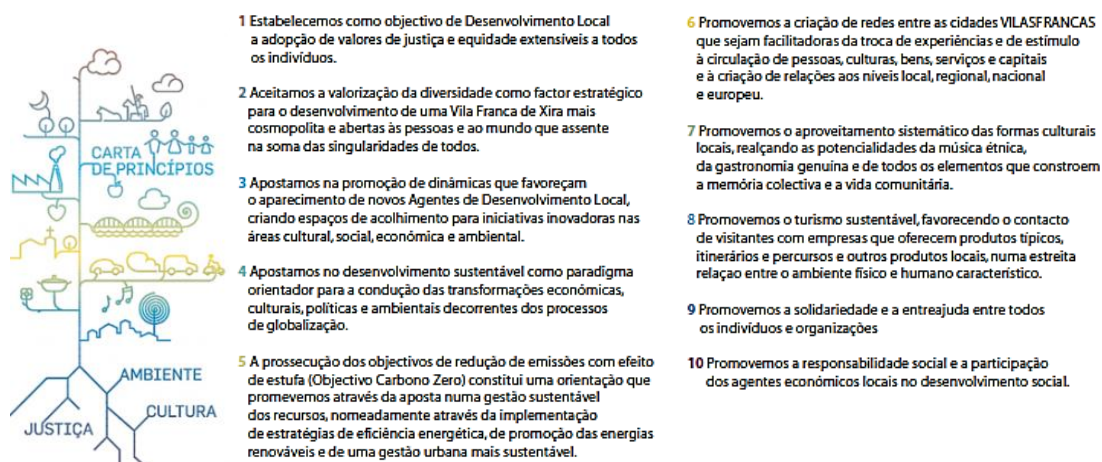 CARTA
DE PRINCÍPIOS
AMBIENTE
CULTURA
JUSTIÇA
1 Estabelecemos como objectivo de Desenvolvimento Local
a adopção de valores de justiça e equidade extensíveis a todos
os indivíduos.
2 Aceitamos a valorização da diversidade como factor estratégico
para o desenvolvimento de uma Vila Franca de Xira mais
cosmopolita e abertas às pessoas e ao mundo que assente
na soma das singularidades de todos.
3 Apostamos na promoção de dinâmicas que favoreçam
o aparecimento de novos Agentes de Desenvolvimento Local,
criando espaços de acolhimento para iniciativas inovadoras nas
áreas cultural, social, económica e ambiental.
4 Apostamos no desenvolvimento sustentável como paradigma
orientador para a condução das transformações económicas,
culturais, políticas e ambientais decorrentes dos processos
de globalização.
5 A prossecução dos objectivos de redução de emissões com efeito
de estufa (Objectivo Carbono Zero) constitui uma orientação que
promevemos através da aposta numa gestão sustentável
dos recursos, nomeadamente através da implementação
de estratégias de eficiência energética, de promoção das energias
renováveis e de uma gestão urbana mais sustentável.
6 Promovemos a criação de redes entre as cidades VILASFRANCAS
que sejam facilitadoras da troca de experiências e de estímulo
à circulação de pessoas, culturas, bens, serviços e capitais
e à criação de relações aos níveis local, regional, nacional
e europeu.
7 Promovemos o aproveitamento sistemático das formas culturais
locais, realçando as potencialidades da música étnica,
da gastronomia genuína e de todos os elementos que constroem
a memória colectiva e a vida comunitária.
8 Promovemos o turismo sustentável, favorecendo o contacto
de visitantes com empresas que oferecem produtos típicos,
itinerários e percursos e outros produtos locais, numa estreita
relaçao entre o ambiente físico e humano característico.
9 Promovemos a solidariedade e a entreajuda entre todos
os indivíduos e organizações
10 Promovemos a responsabilidade social e a participação
dos agentes económicos locais no desenvolvimento social.